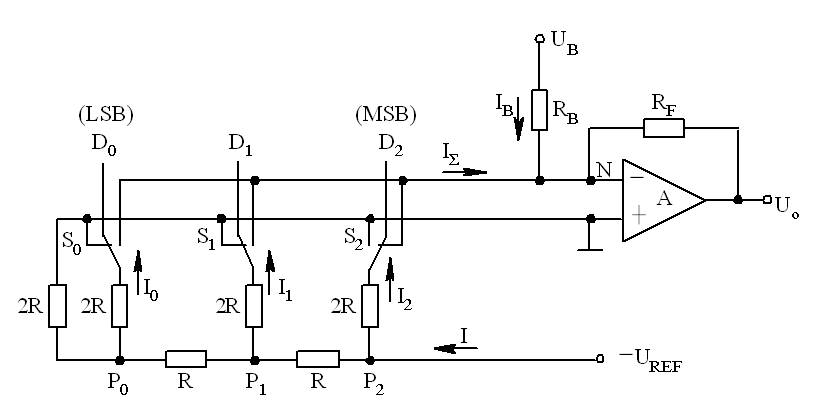 U_B
(LSB) (MSB) I_B R_B R_F
D_0 D_1 D_2 I_Σ N − A
+ U_o
S_0 S_1 S_2
2R 2R I_0 2R I_1 2R I_2
I
P_0 R P_1 R P_2 −U_REF